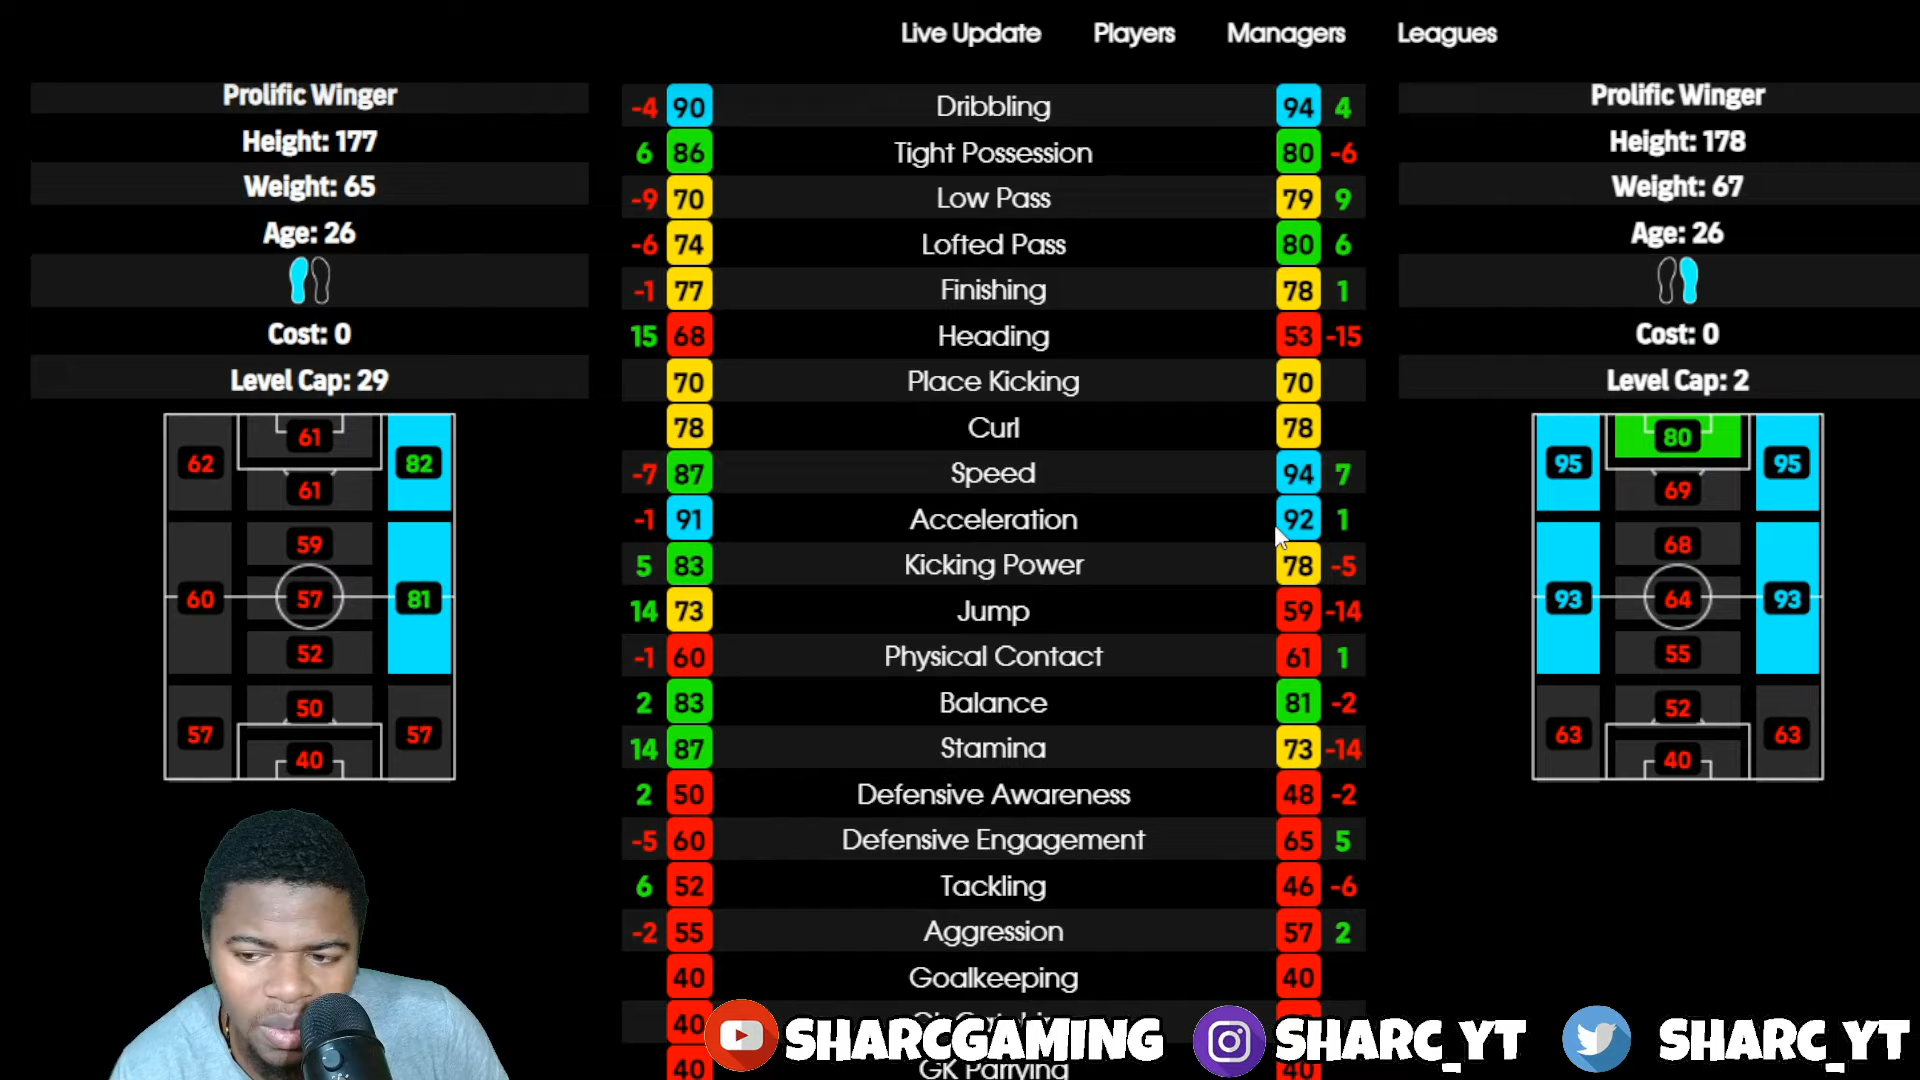 Live Update Players Managers Leagues
Prolific Winger
Height: 177
Weight: 65
Age: 26
Cost: 0
Level Cap: 29
61
62 82
61
59
60 57 81
52
50
57 57
40
-4 90 Dribbling 94 4
6 86 Tight Possession 80 -6
-9 70 Low Pass 79 9
-6 74 Lofted Pass 80 6
-1 77 Finishing 78 1
15 68 Heading 53 -15
70 Place Kicking 70
78 Curl 78
-7 87 Speed 94 7
-1 91 Acceleration 92 1
5 83 Kicking Power 78 -5
14 73 Jump 59 -14
-1 60 Physical Contact 61 1
2 83 Balance 81 -2
14 87 Stamina 73 -14
2 50 Defensive Awareness 48 -2
-5 60 Defensive Engagement 65 5
6 52 Tackling 46 -6
-2 55 Aggression 57 2
40 Goalkeeping 40
40
40 GK Parrying 40
Prolific Winger
Height: 178
Weight: 67
Age: 26
Cost: 0
Level Cap: 2
80
95 95
69
68
93 64 93
55
52
63 63
40
SHARCGAMING SHARC_YT SHARC_YT